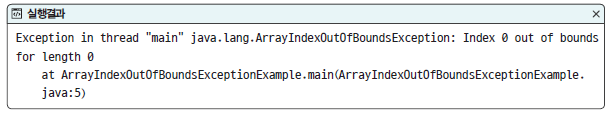 실행결과
Exception in thread "main" java.lang.ArrayIndexOutOfBoundsException: Index 0 out of bounds
for length 0
at ArrayIndexOutOfBoundsExceptionExample.main(ArrayIndexOutOfBoundsExceptionExample.
java:5)